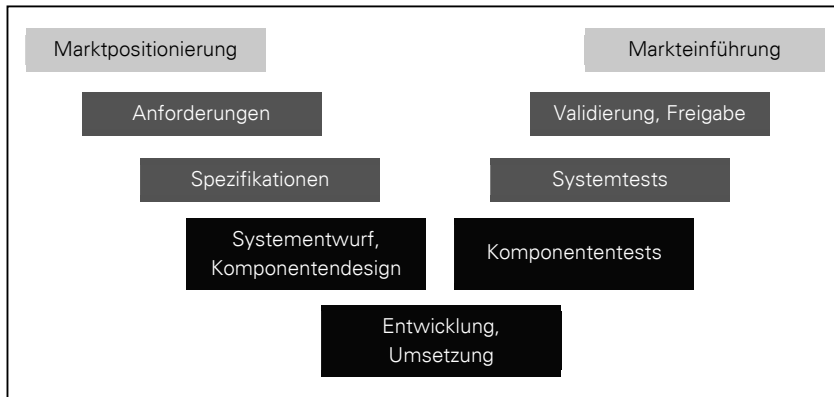 Marktpositionierung
Markteinführung
Anforderungen
Validierung, Freigabe
Spezifikationen
Systemtests
Systementwurf,
Komponentendesign
Komponententests
Entwicklung,
Umsetzung